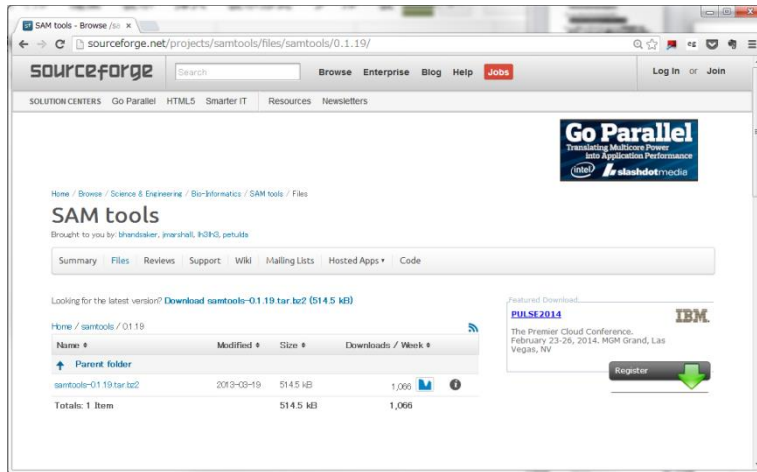 SAM tools - Browse /sa
sourceforge.net/projects/samtools/files/samtools/0.1.19/
sourceforge
Search
Browse Enterprise Blog Help Jobs
Log In or Join
SOLUTION CENTERS Go Parallel HTML5 Smarter IT Resources Newsletters
Go Parallel
Translating Multicore Power
into Application Performance
intel slashdotmedia
Home / Browse / Science & Engineering / Bio-Informatics / SAM tools / Files
SAM tools
Brought to you by: bhandsaker, jmarshall, lh3lh3, petulda
Summary Files Reviews Support Wiki Mailing Lists Hosted Apps Code
Looking for the latest version? Download samtools-0.1.19.tar.bz2 (514.5 kB)
Home / samtools / 0.1.19
Name Modified Size Downloads / Week
Parent folder
samtools-0.1.19.tar.bz2 2013-03-19 514.5 kB 1,066
Totals: 1 Item 514.5 kB 1,066
Featured Download
PULSE2014
IBM.
The Premier Cloud Conference.
February 23-26, 2014. MGM Grand, Las
Vegas, NV
Register